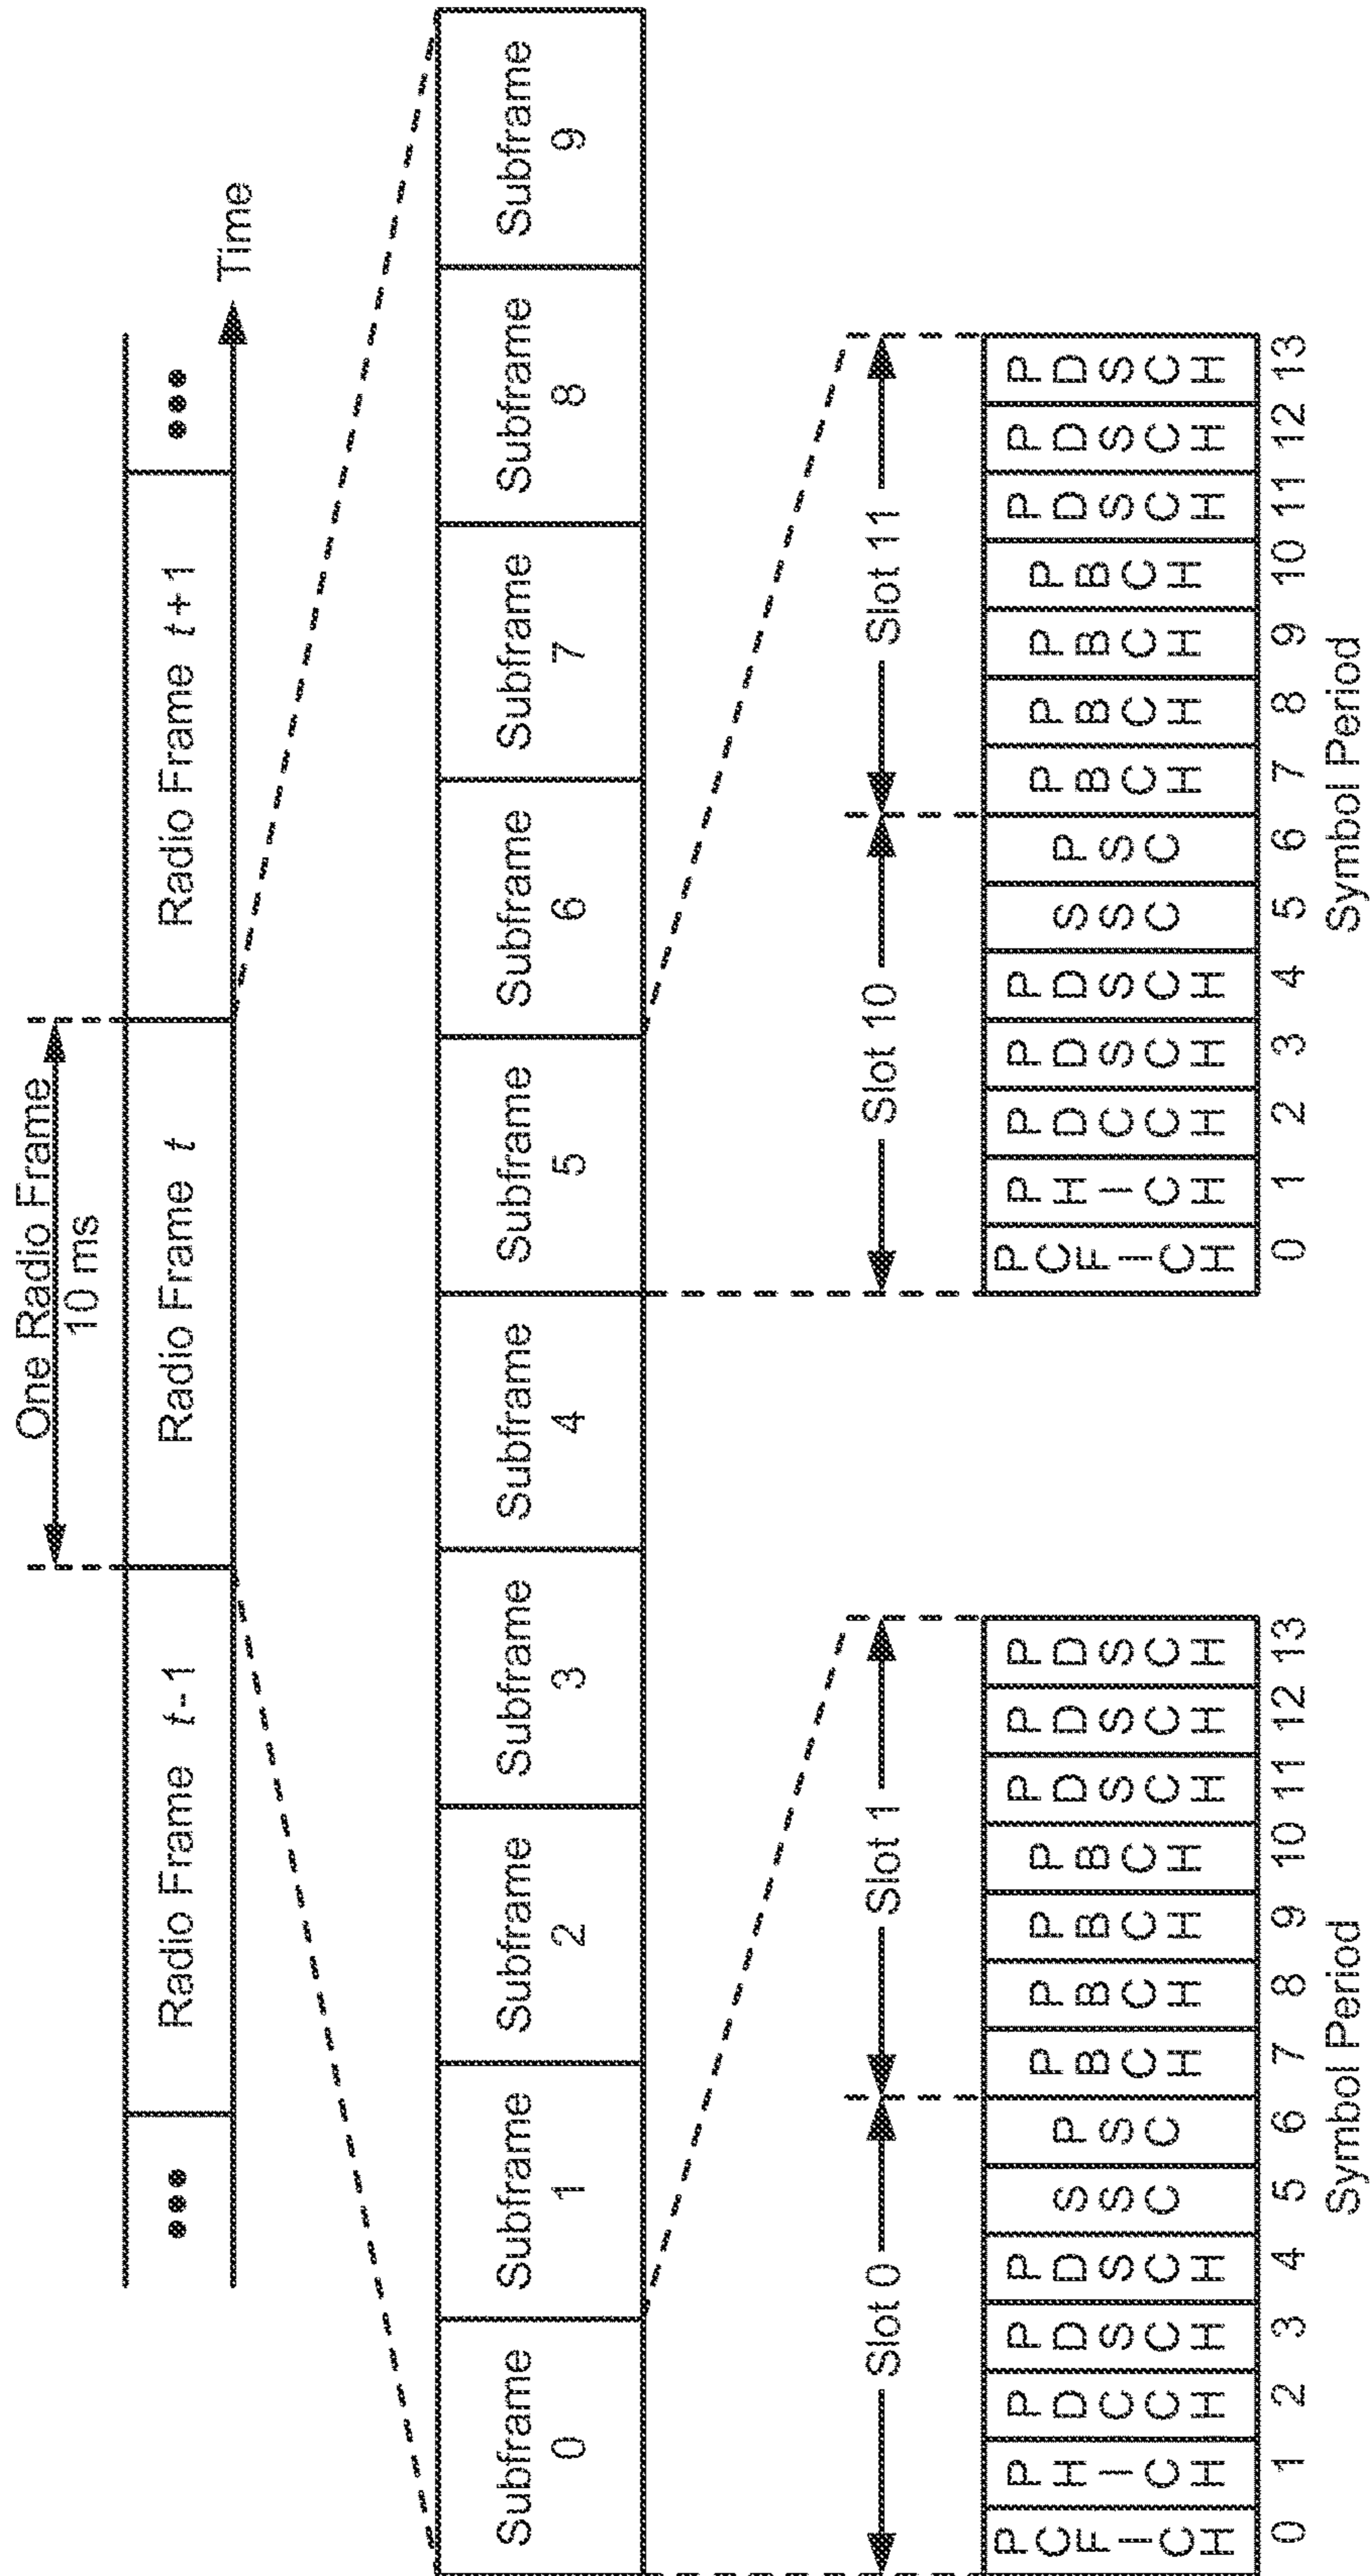 One Radio Frame
10 ms
••• Radio Frame t-1 Radio Frame t Radio Frame t+1 •••
Time
Subframe 0 Subframe 1 Subframe 2 Subframe 3 Subframe 4 Subframe 5 Subframe 6 Subframe 7 Subframe 8 Subframe 9
Slot 0 Slot 1
PCFICH PHICH PDCCH PDSCH PDSCH SSC PSC PBCH PBCH PBCH PBCH PDSCH PDSCH PDSCH
0 1 2 3 4 5 6 7 8 9 10 11 12 13
Symbol Period
Slot 10 Slot 11
PCFICH PHICH PDCCH PDSCH PDSCH SSC PSC PBCH PBCH PBCH PBCH PDSCH PDSCH PDSCH
0 1 2 3 4 5 6 7 8 9 10 11 12 13
Symbol Period